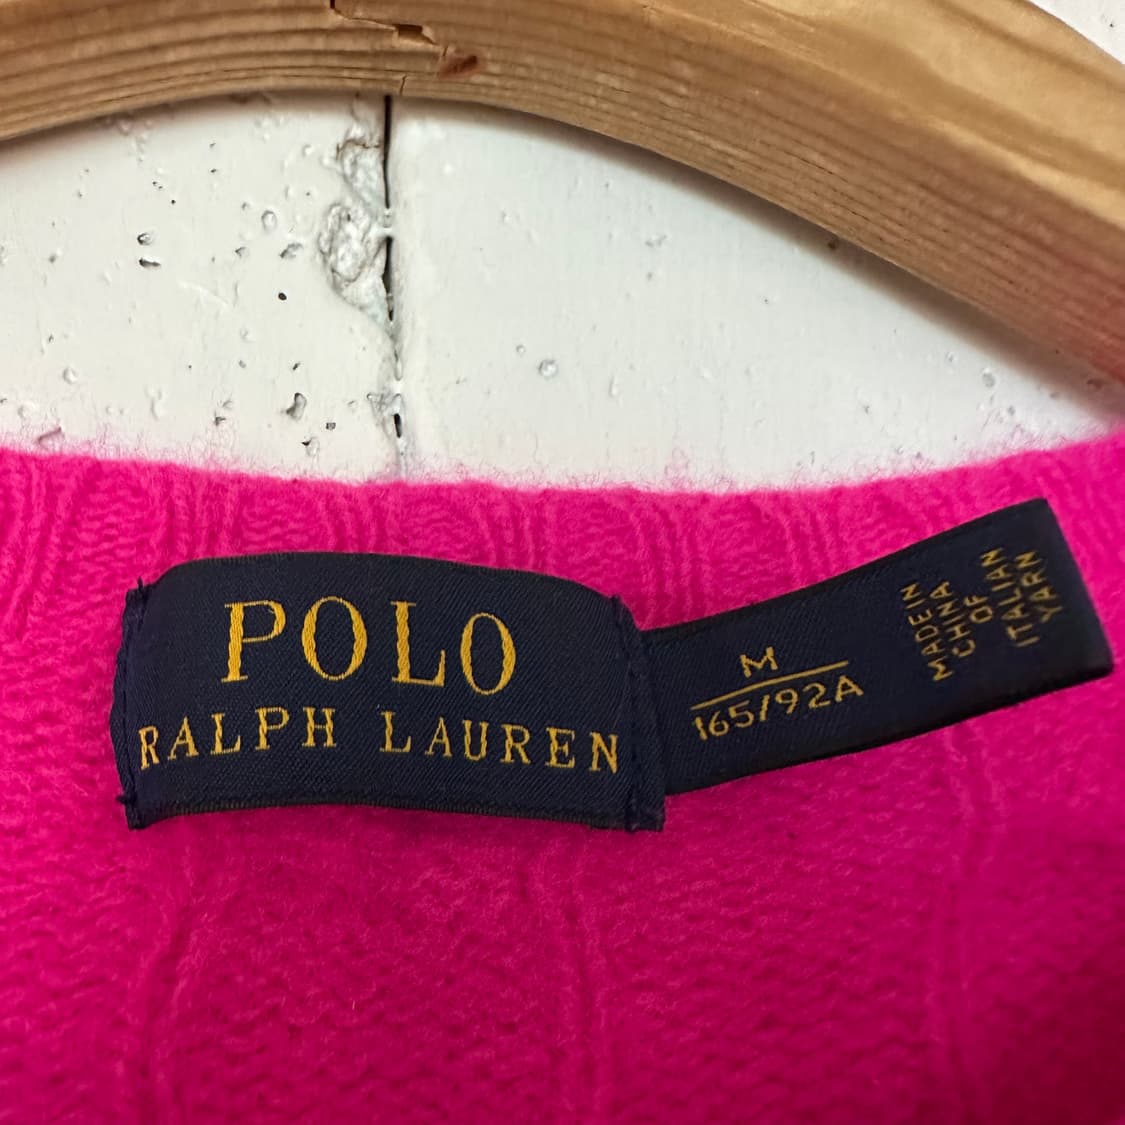 POLO
RALPH LAUREN
M
165/92A
MADE IN
CHINA
OF
ITALIAN
YARN